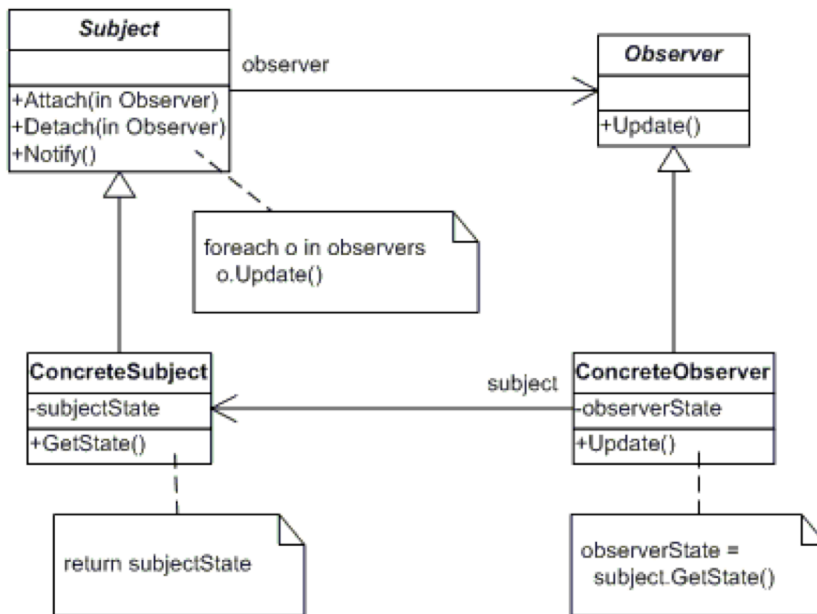 Subject
+Attach(in Observer)
+Detach(in Observer)
+Notify()
observer
Observer
+Update()
foreach o in observers
o.Update()
ConcreteSubject
-subjectState
+GetState()
subject
ConcreteObserver
-observerState
+Update()
return subjectState
observerState =
subject.GetState()